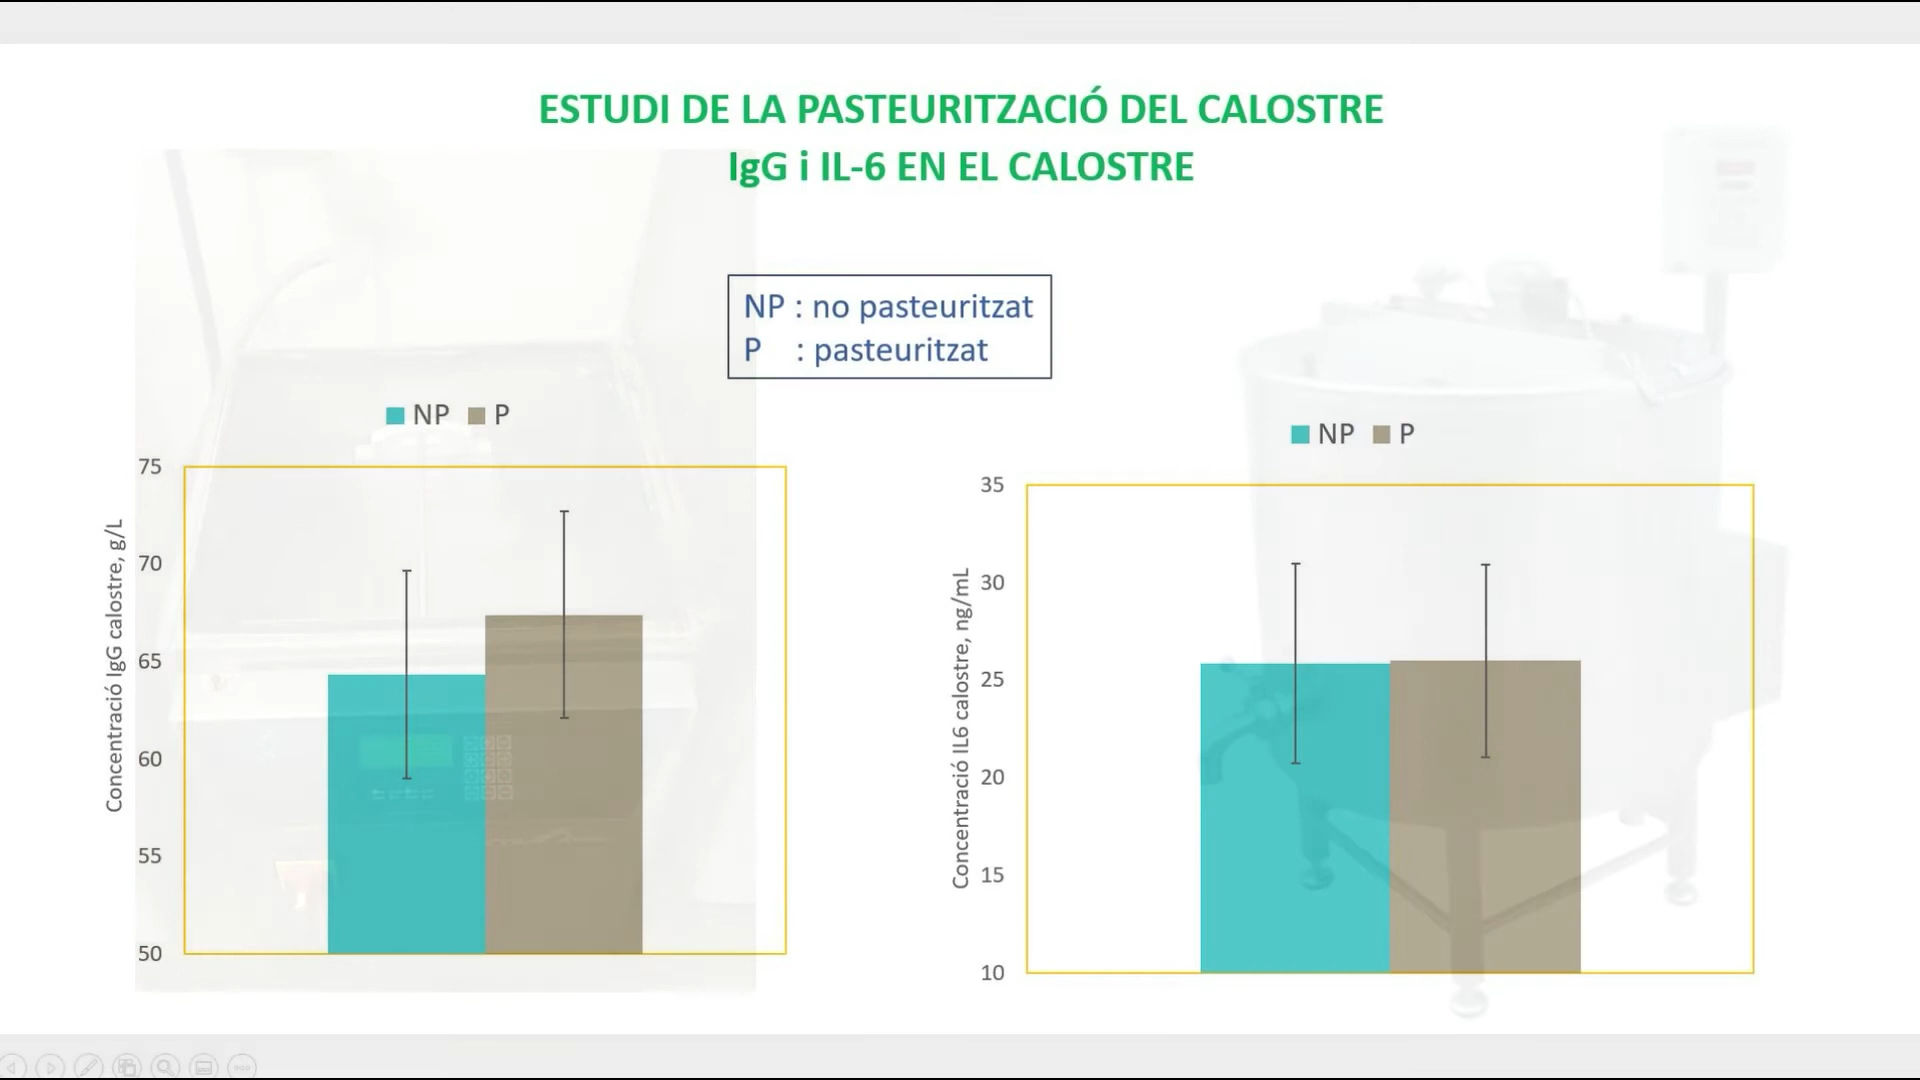 ESTUDI DE LA PASTEURITZACIÓ DEL CALOSTRE
IgG i IL-6 EN EL CALOSTRE
NP : no pasteuritzat
P : pasteuritzat
NP P
75
70
65
60
55
50
Concentració IgG calostre, g/L
NP P
35
30
25
20
15
10
Concentració IL6 calostre, ng/mL